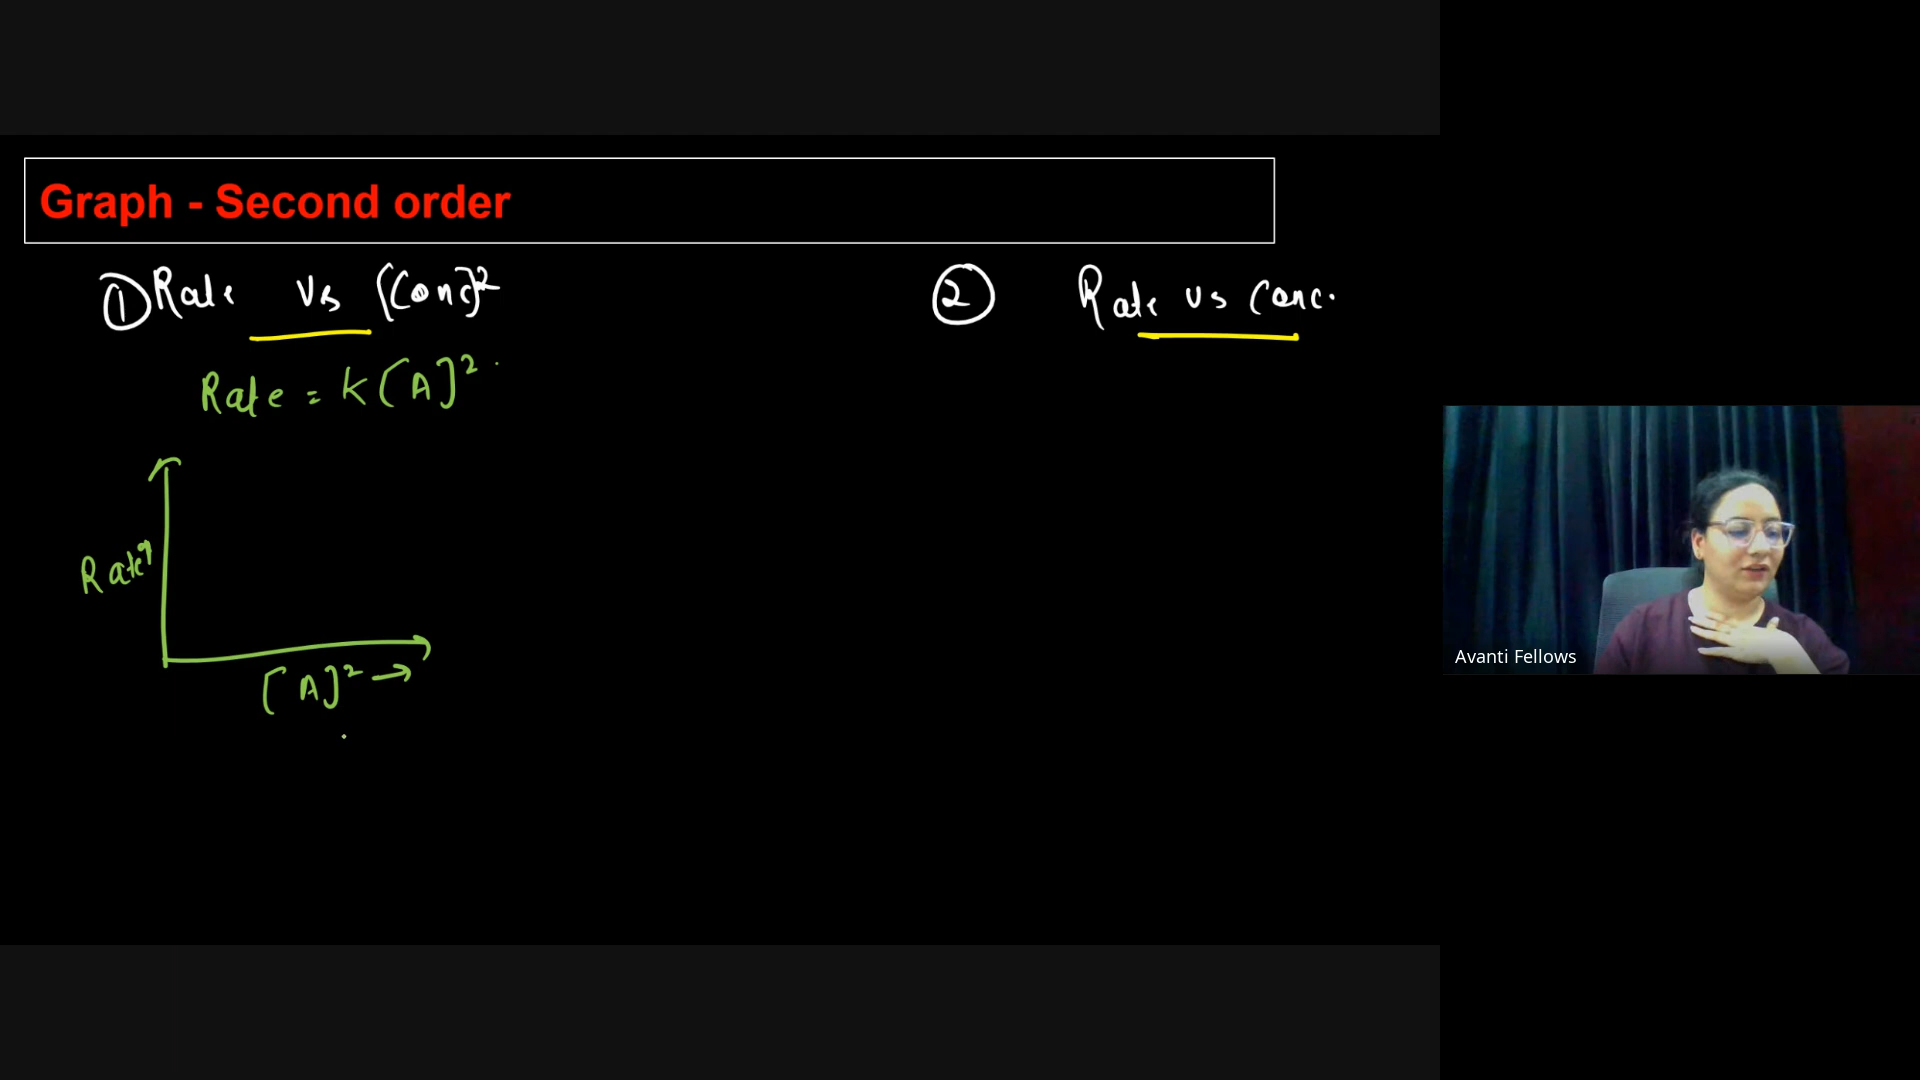 Graph - Second order
① Rate vs [Conc]²
② Rate vs Conc.
Rate = K[A]²
Rate
[A]² →
Avanti Fellows